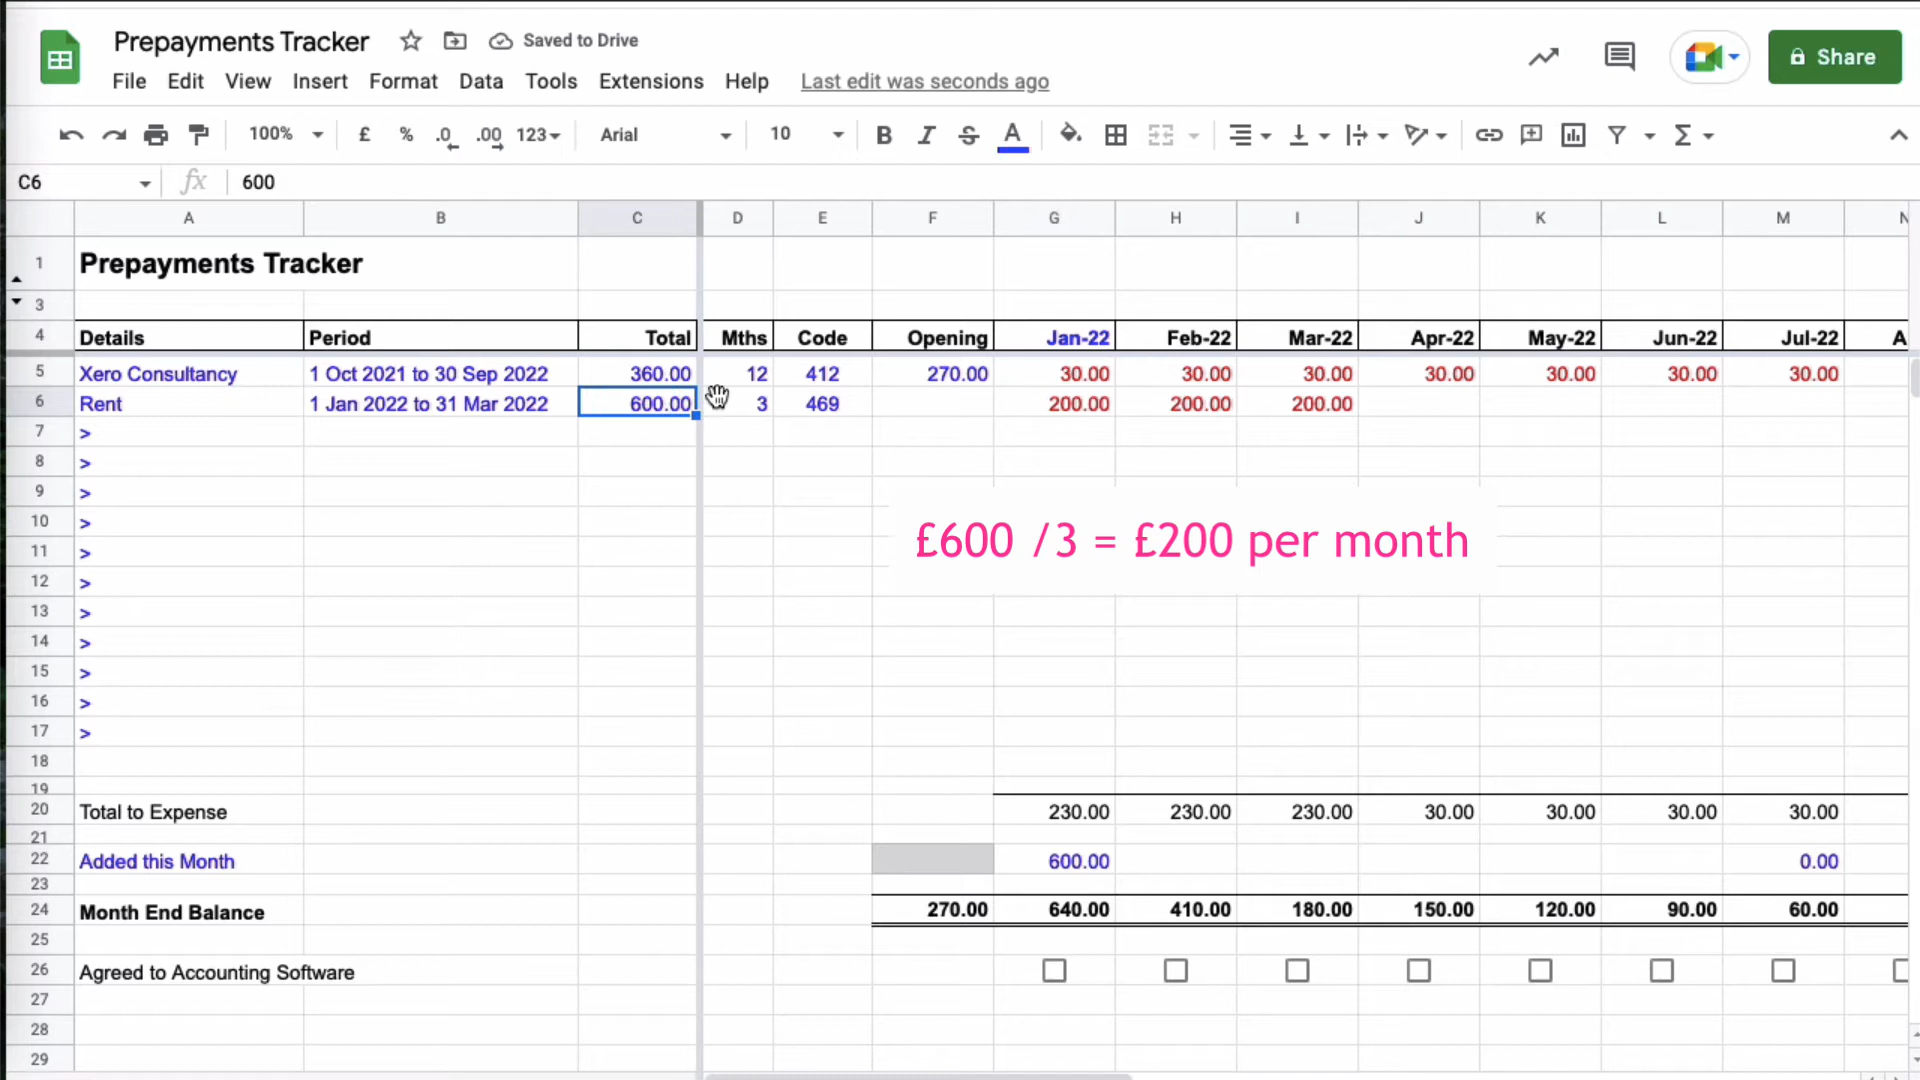 Prepayments Tracker Saved to Drive
File Edit View Insert Format Data Tools Extensions Help Last edit was seconds ago
Share
100% £ % .0 .00 123 Arial 10 B I S A Σ
C6 fx 600
A B C D E F G H I J K L M N
1 Prepayments Tracker
3
4 Details Period Total Mths Code Opening Jan-22 Feb-22 Mar-22 Apr-22 May-22 Jun-22 Jul-22 A
5 Xero Consultancy 1 Oct 2021 to 30 Sep 2022 360.00 12 412 270.00 30.00 30.00 30.00 30.00 30.00 30.00 30.00
6 Rent 1 Jan 2022 to 31 Mar 2022 600.00 3 469 200.00 200.00 200.00
7 >
8 >
9 >
10 >
11 >
12 >
13 >
14 >
15 >
16 >
17 >
18
19
20 Total to Expense 230.00 230.00 230.00 30.00 30.00 30.00 30.00
21
22 Added this Month 600.00 0.00
23
24 Month End Balance 270.00 640.00 410.00 180.00 150.00 120.00 90.00 60.00
25
26 Agreed to Accounting Software
27
28
29
£600 /3 = £200 per month